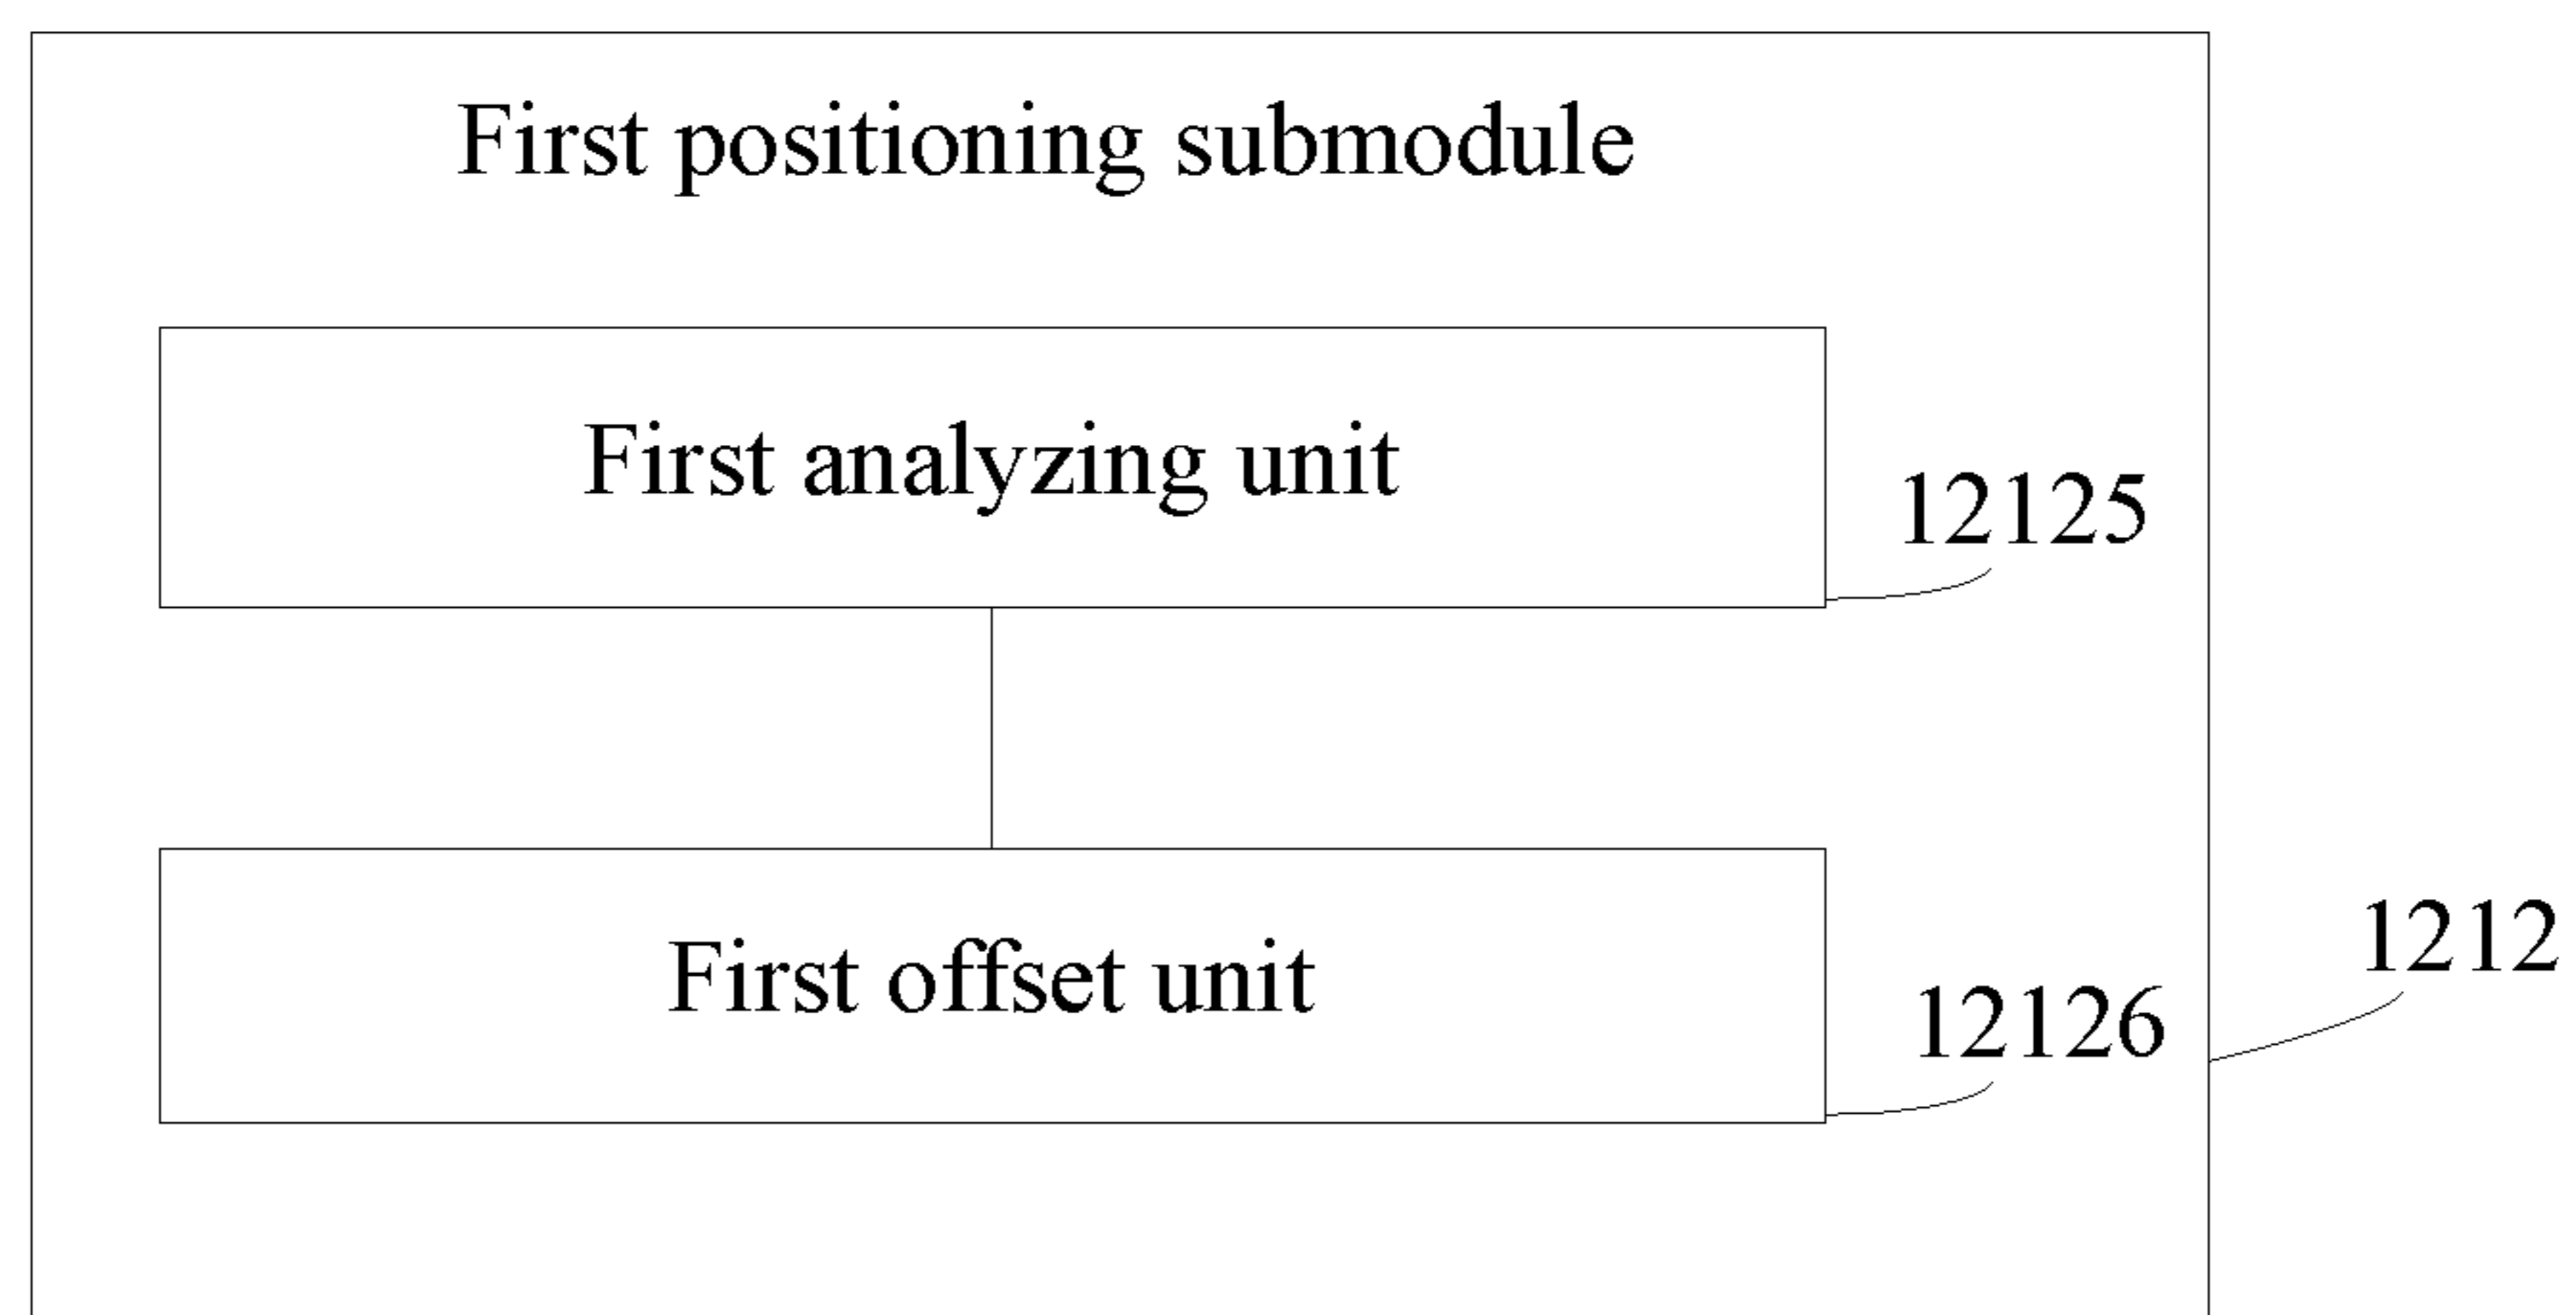 First positioning submodule
First analyzing unit
12125
First offset unit
12126
1212